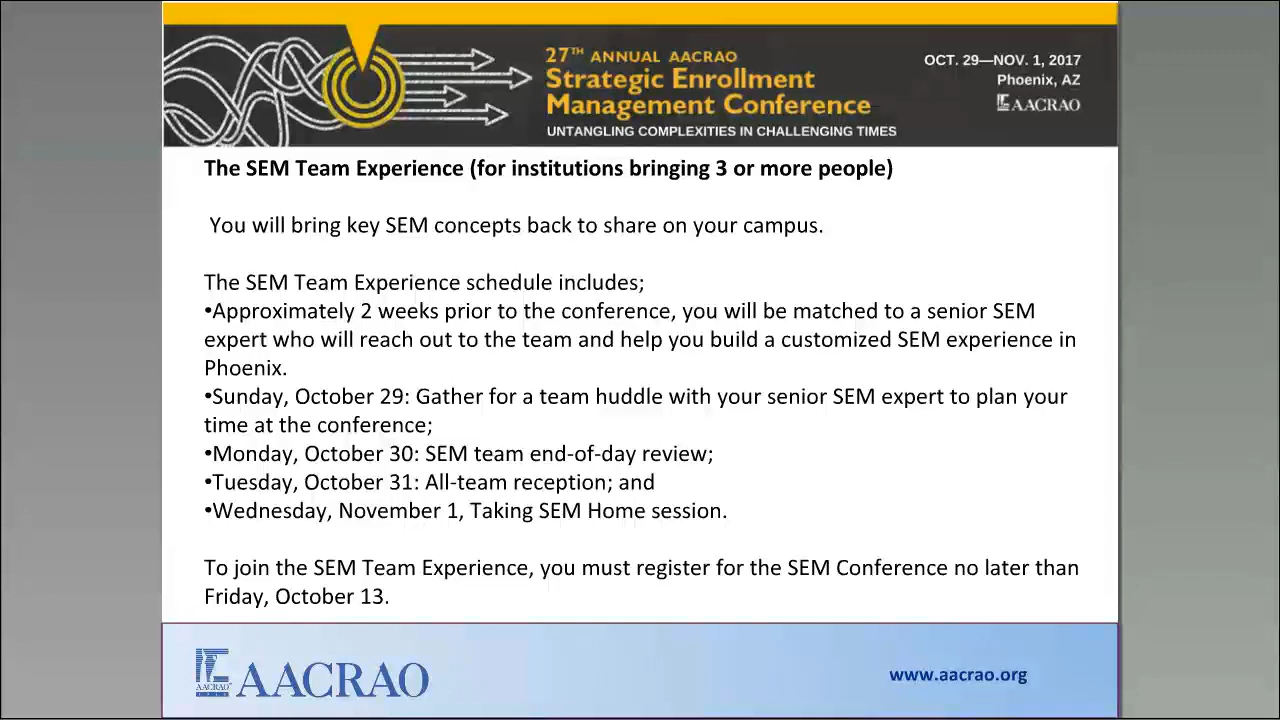 27TH ANNUAL AACRAO
Strategic Enrollment
Management Conference
UNTANGLING COMPLEXITIES IN CHALLENGING TIMES
OCT. 29—NOV. 1, 2017
Phoenix, AZ
AACRAO
The SEM Team Experience (for institutions bringing 3 or more people)
You will bring key SEM concepts back to share on your campus.
The SEM Team Experience schedule includes;
•Approximately 2 weeks prior to the conference, you will be matched to a senior SEM
expert who will reach out to the team and help you build a customized SEM experience in
Phoenix.
•Sunday, October 29: Gather for a team huddle with your senior SEM expert to plan your
time at the conference;
•Monday, October 30: SEM team end-of-day review;
•Tuesday, October 31: All-team reception; and
•Wednesday, November 1, Taking SEM Home session.
To join the SEM Team Experience, you must register for the SEM Conference no later than
Friday, October 13.
AACRAO
AACRAO
www.aacrao.org